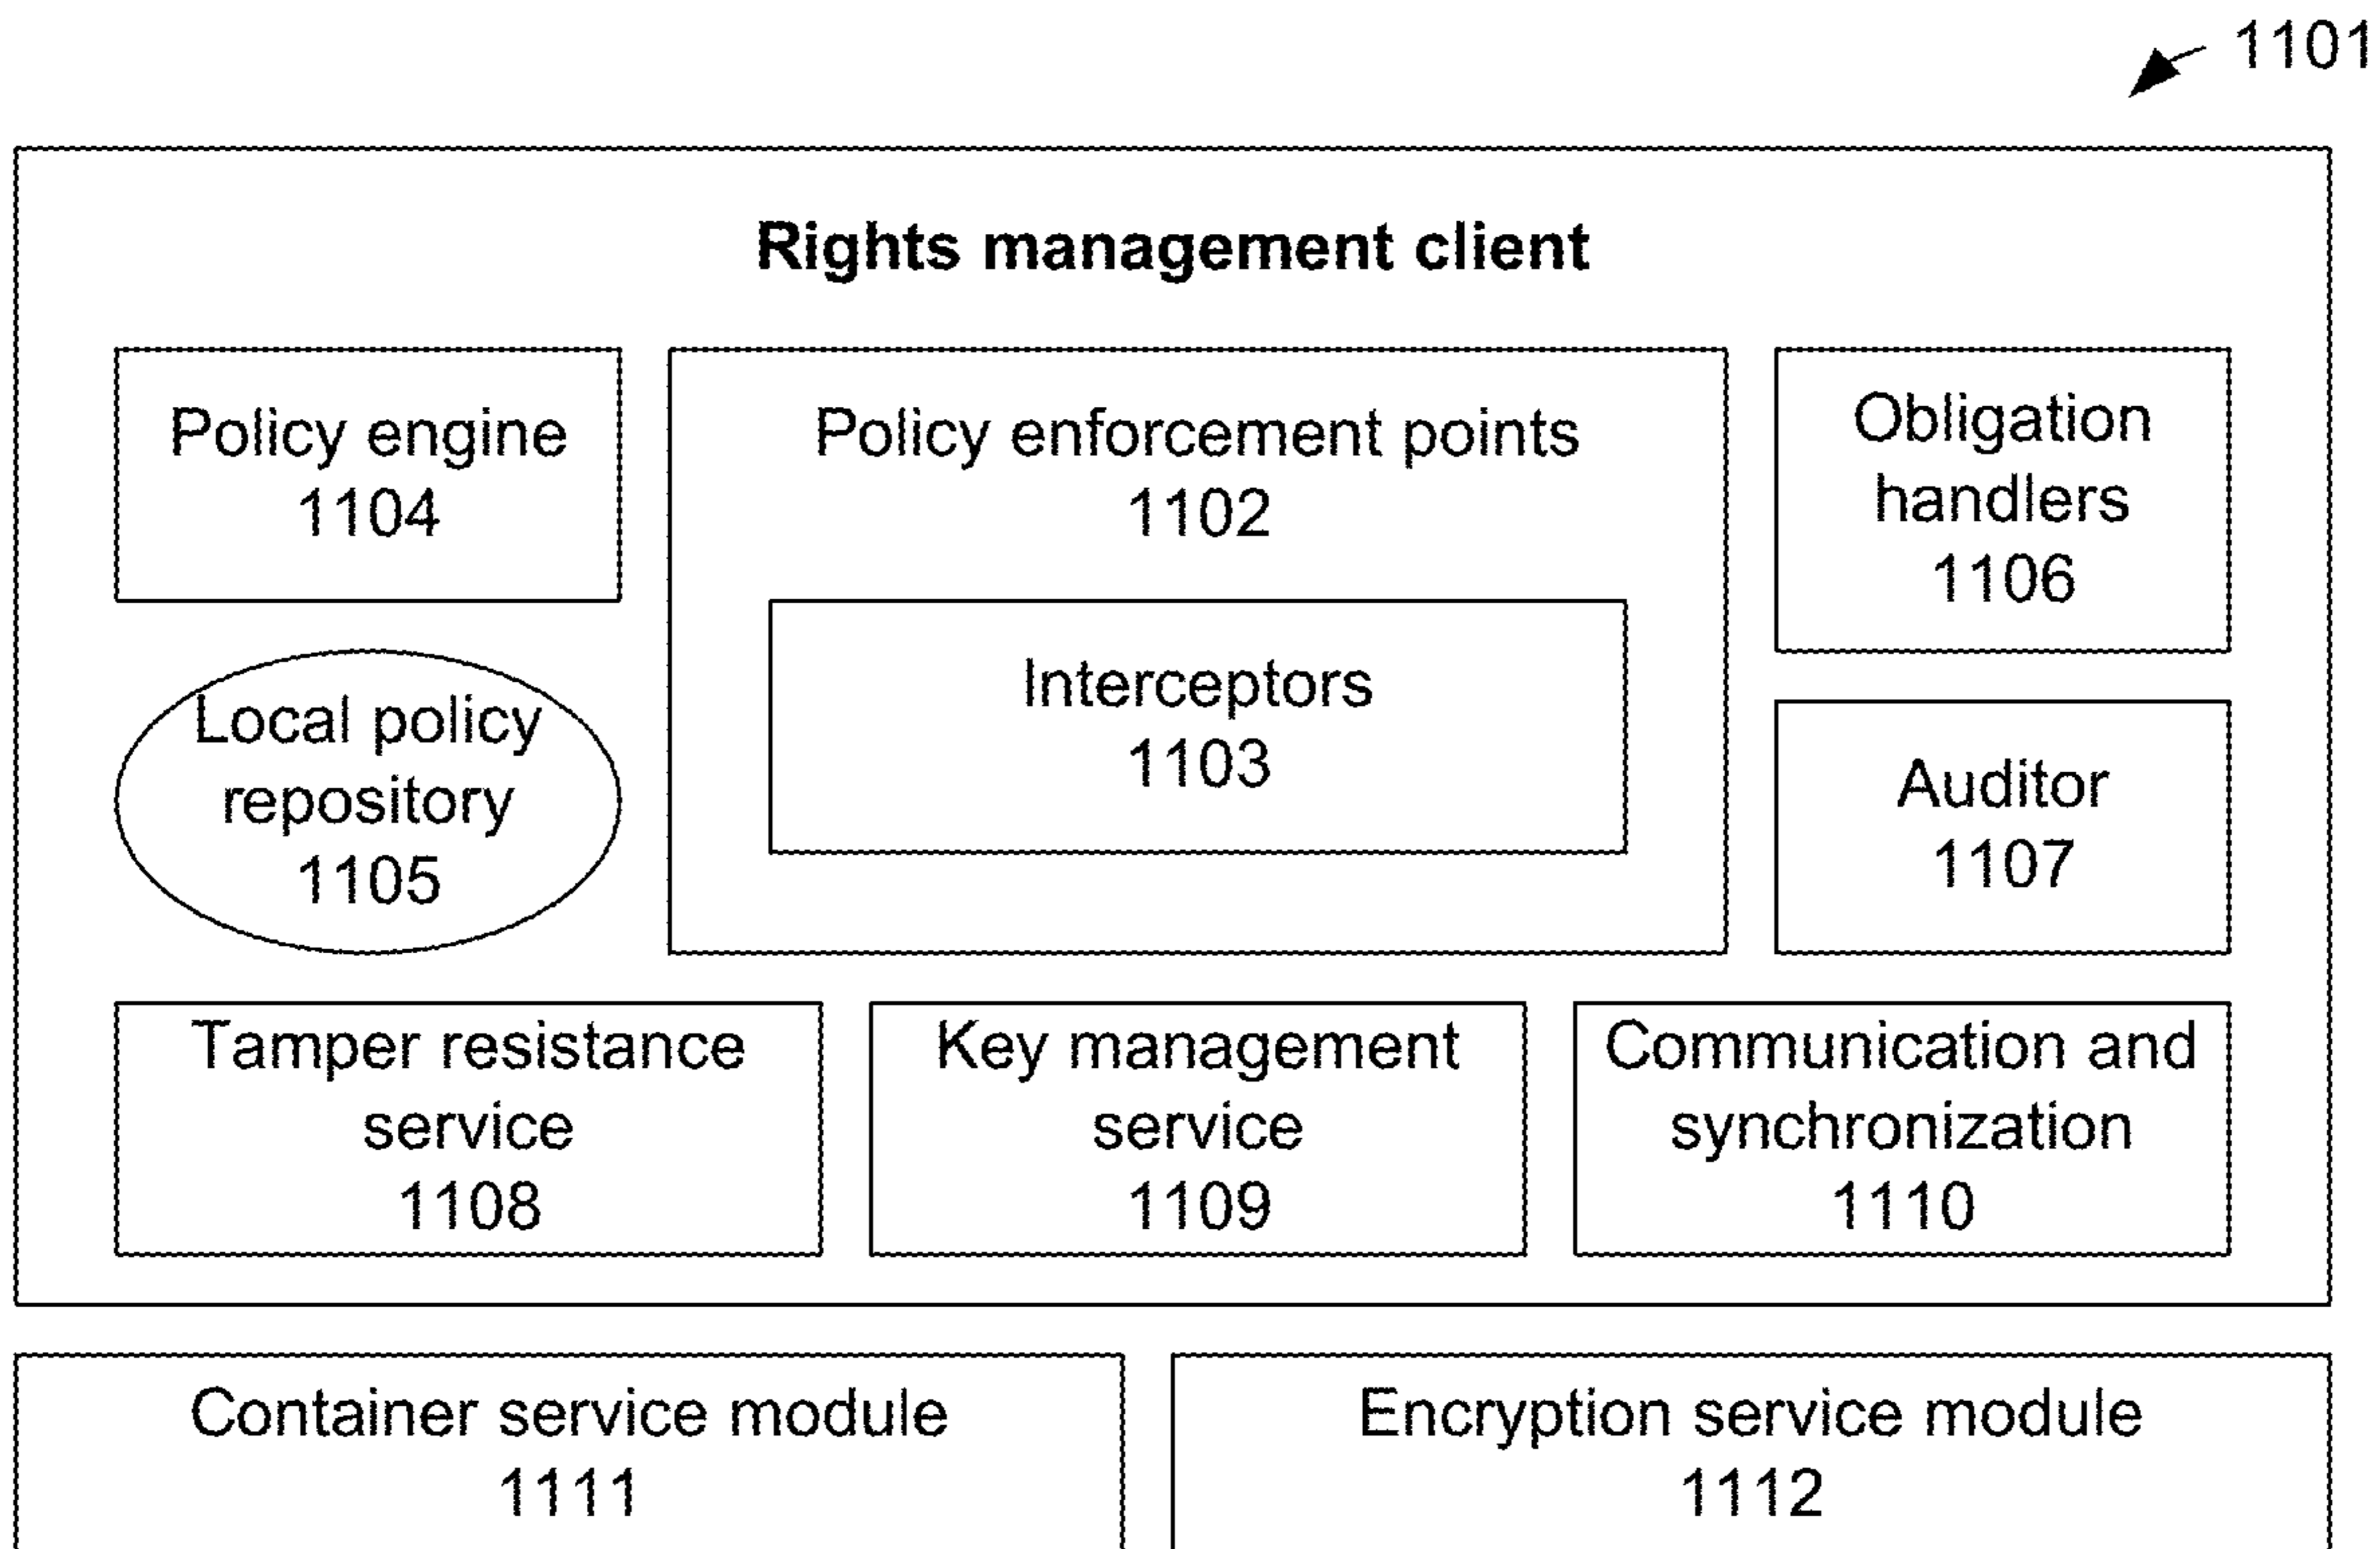 1101
Rights management client
Policy engine
1104
Policy enforcement points
1102
Obligation
handlers
1106
Interceptors
1103
Local policy
repository
1105
Auditor
1107
Tamper resistance
service
1108
Key management
service
1109
Communication and
synchronization
1110
Container service module
1111
Encryption service module
1112